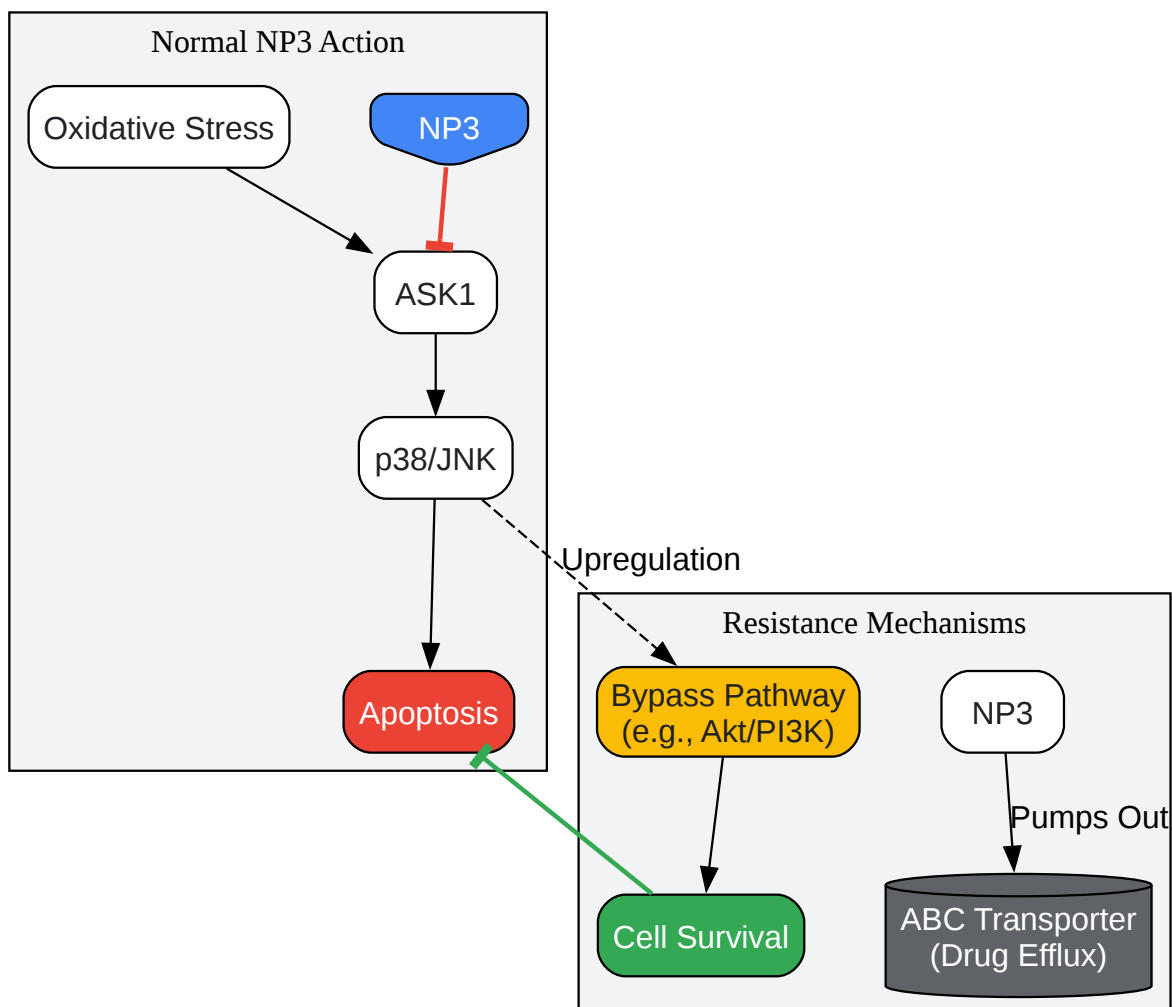 Normal NP3 Action
Oxidative Stress
NP3
ASK1
p38/JNK
Upregulation
Apoptosis
Resistance Mechanisms
Bypass Pathway
(e.g., Akt/PI3K)
NP3
Pumps Out
Cell Survival
ABC Transporter
(Drug Efflux)